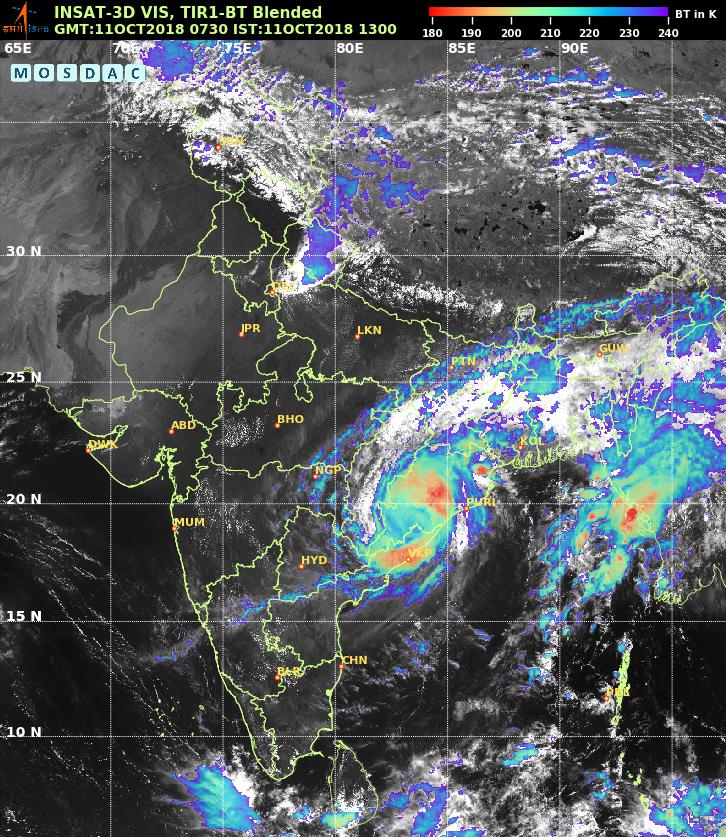 INSAT-3D VIS, TIR1-BT Blended
GMT:11OCT2018 0730 IST:11OCT2018 1300
BT in K
180 190 200 210 220 230 240
65E 70E 75E 80E 85E 90E
MOSDAC
30 N
DEL
JPR
LKN
PTN
GUW
25 N
ABD
BHO
DWK
KOL
NGP
20 N
PURI
MUM
VKP
HYD
15 N
CHN
BLR
10 N